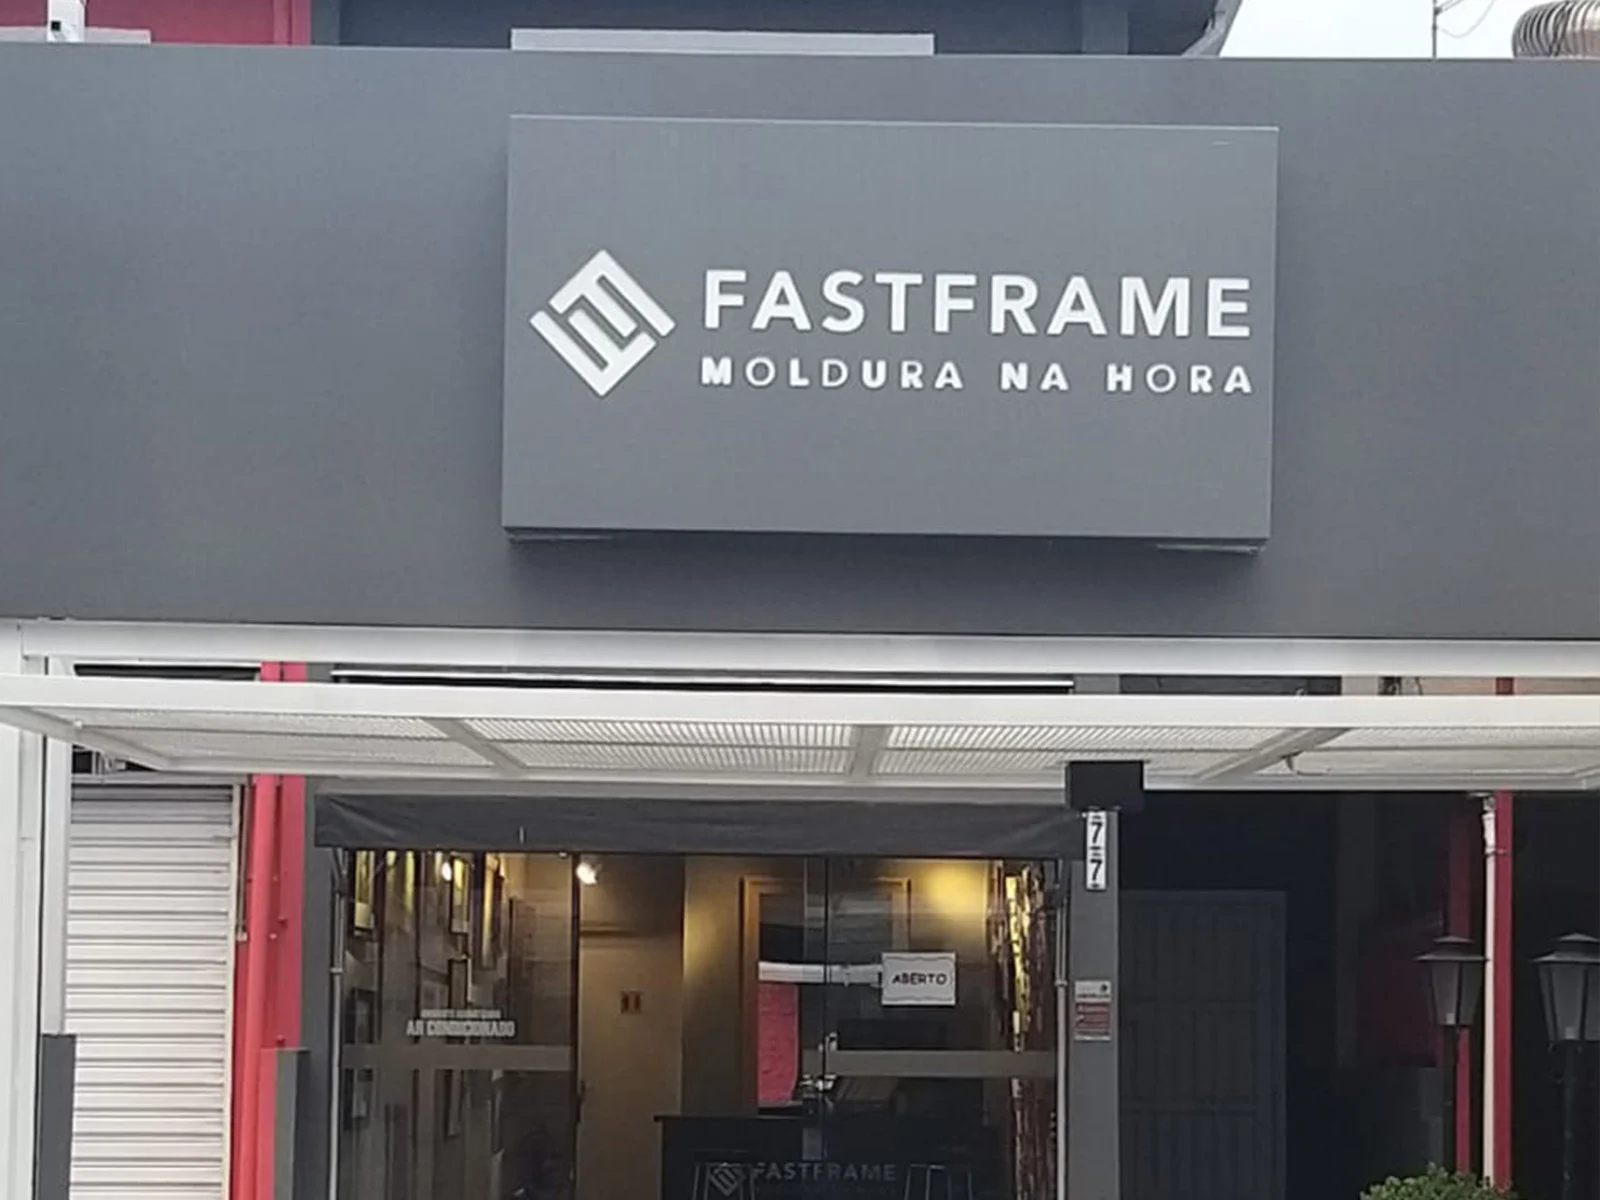 FASTFRAME
MOLDURA NA HORA
77
ABERTO
AR CONDICIONADO
FASTFRAME